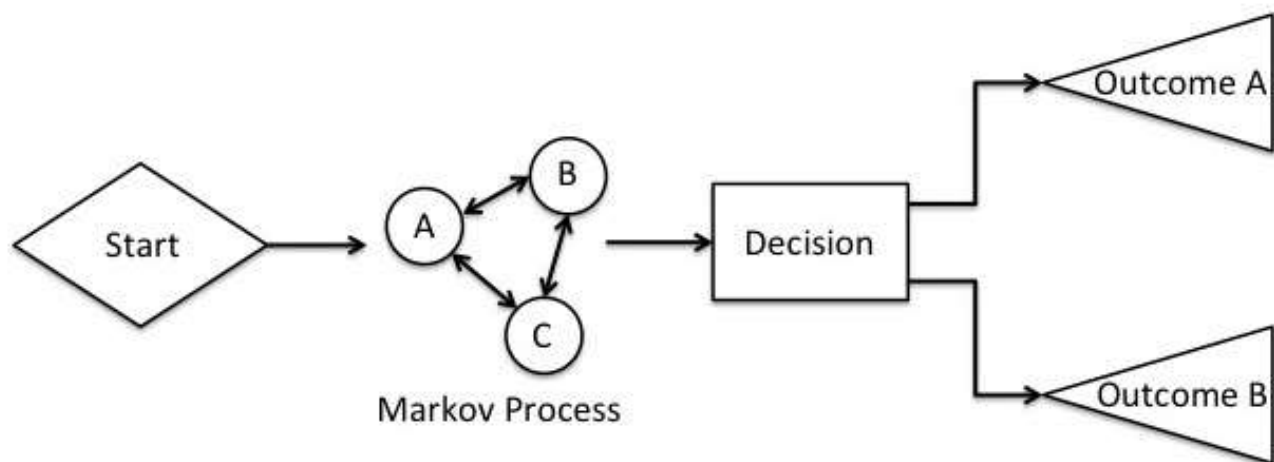 Start
A
B
C
Markov Process
Decision
Outcome A
Outcome B